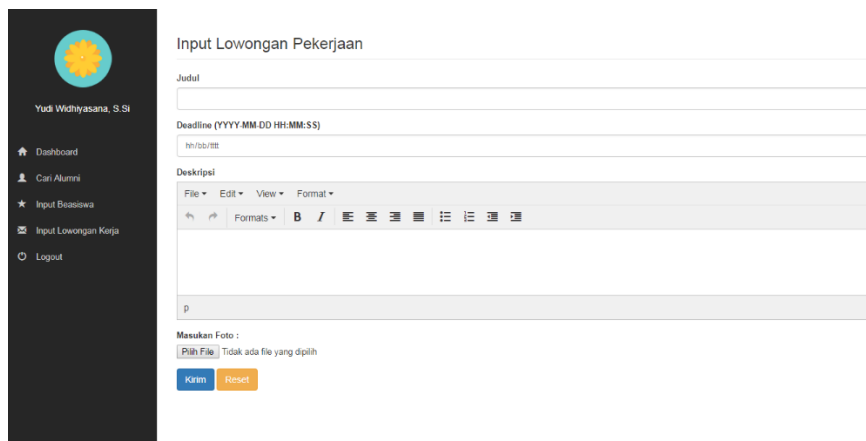 Yudi Widhiyasana, S.Si
Dashboard
Cari Alumni
Input Beasiswa
Input Lowongan Kerja
Logout
Input Lowongan Pekerjaan
Judul
Deadline (YYYY-MM-DD HH:MM:SS)
hh/bb/tttt
Deskripsi
File Edit View Format
Formats B I
p
Masukan Foto :
Pilih File Tidak ada file yang dipilih
Kirim Reset